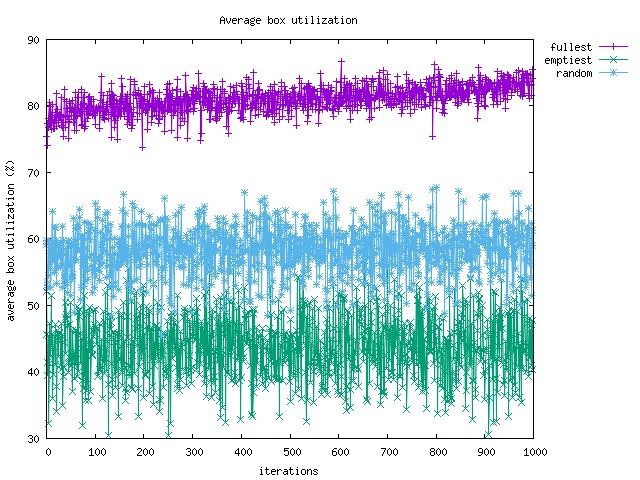 Average box utilization
fullest
emptiest
random
average box utilization (%)
90
80
70
60
50
40
30
0 100 200 300 400 500 600 700 800 900 1000
iterations